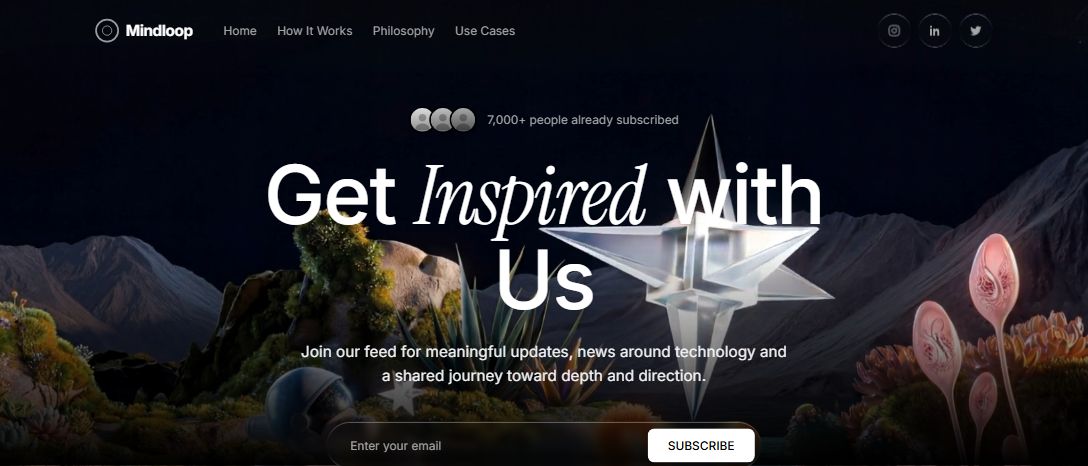 Mindloop
Home How It Works Philosophy Use Cases
in
7,000+ people already subscribed
Get Inspired with
Us
Join our feed for meaningful updates, news around technology and
a shared journey toward depth and direction.
Enter your email SUBSCRIBE